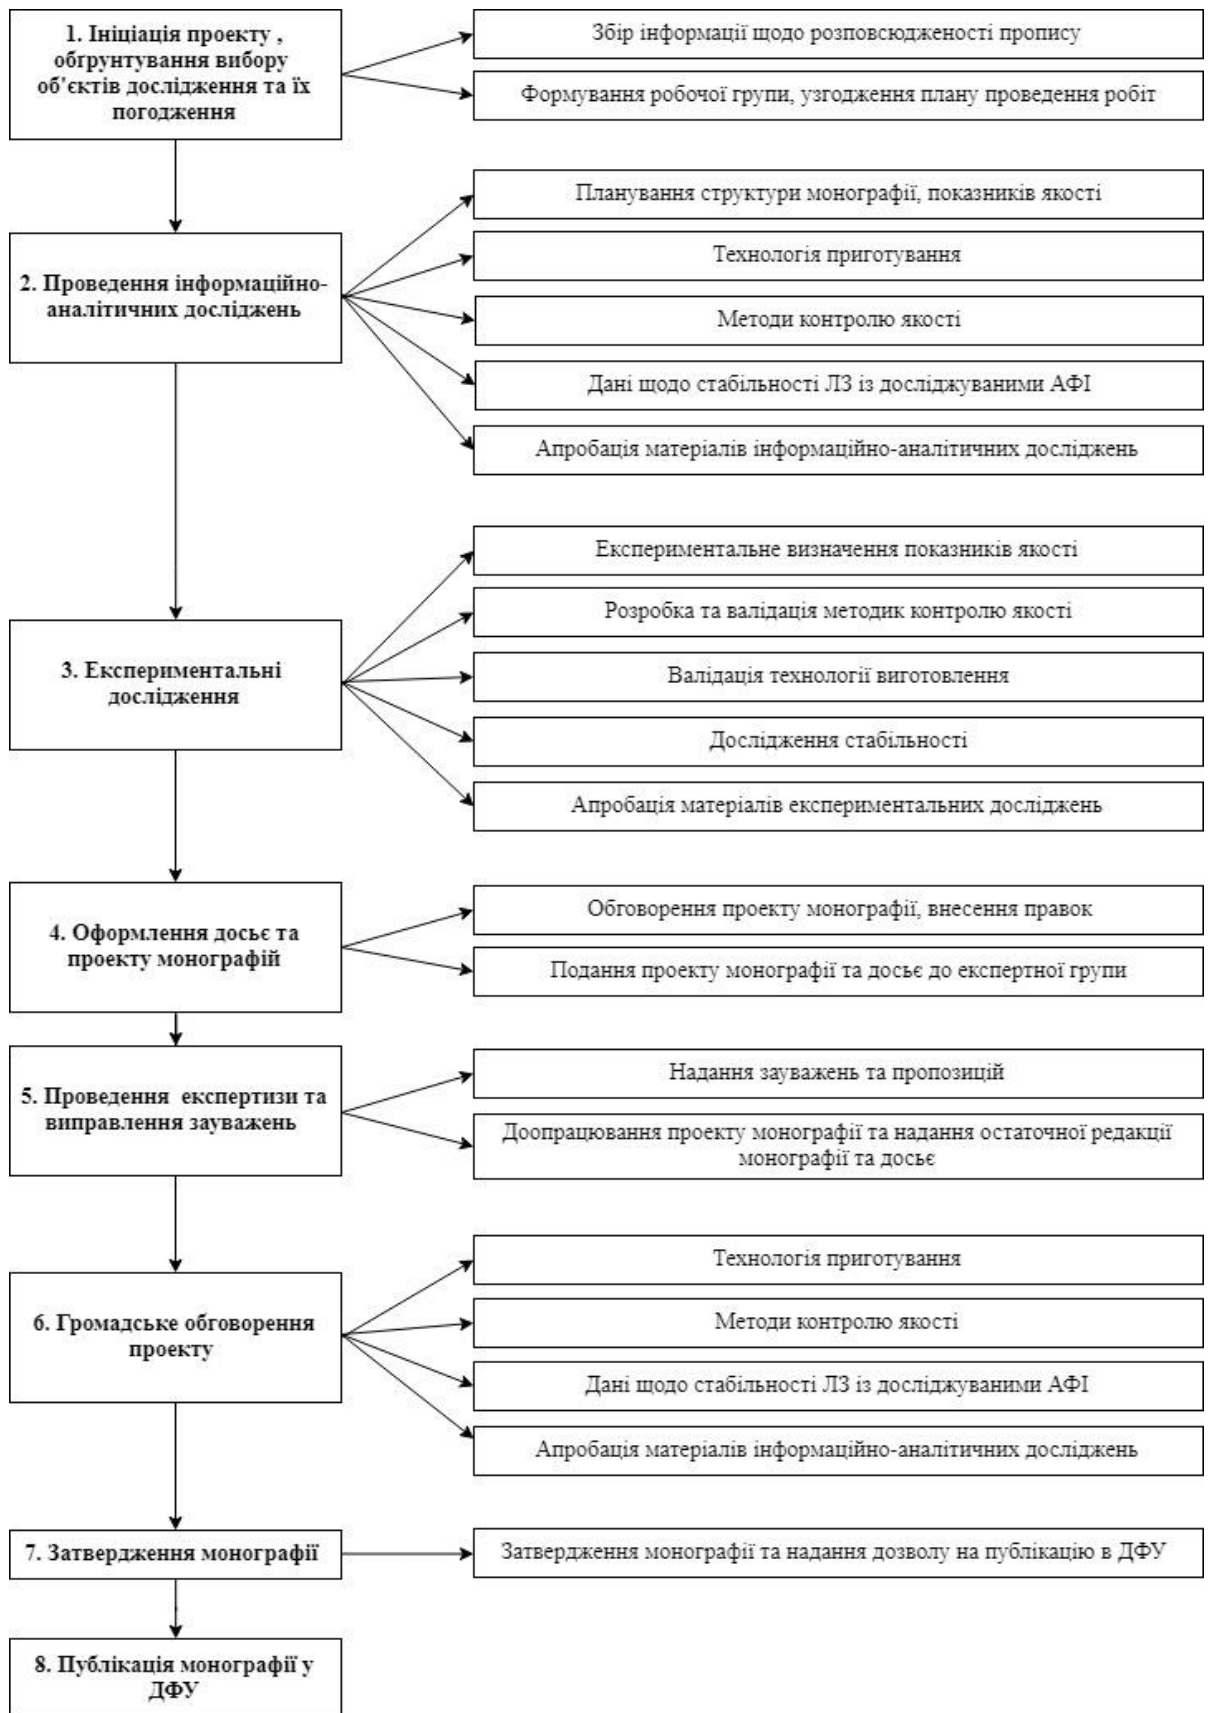 1. Ініціація проекту ,
обґрунтування вибору
об'єктів дослідження та їх
погодження
Збір інформації щодо розповсюдженості пропису
Формування робочої групи, узгодження плану проведення робіт
2. Проведення інформаційно-
аналітичних досліджень
Планування структури монографії, показників якості
Технологія приготування
Методи контролю якості
Дані щодо стабільності ЛЗ із досліджуваними АФІ
Апробація матеріалів інформаційно-аналітичних досліджень
3. Експериментальні
дослідження
Експериментальне визначення показників якості
Розробка та валідація методик контролю якості
Валідація технології виготовлення
Дослідження стабільності
Апробація матеріалів експериментальних досліджень
4. Оформлення досьє та
проекту монографій
Обговорення проекту монографії, внесення правок
Подання проекту монографії та досьє до експертної групи
5. Проведення  експертизи та
виправлення зауважень
Надання зауважень та пропозицій
Доопрацювання проекту монографії та надання остаточної редакції
монографії та досьє
6. Громадське обговорення
проекту
Технологія приготування
Методи контролю якості
Дані щодо стабільності ЛЗ із досліджуваними АФІ
Апробація матеріалів інформаційно-аналітичних досліджень
7. Затвердження монографії
Затвердження монографії та надання дозволу на публікацію в ДФУ
8. Публікація монографії у
ДФУ